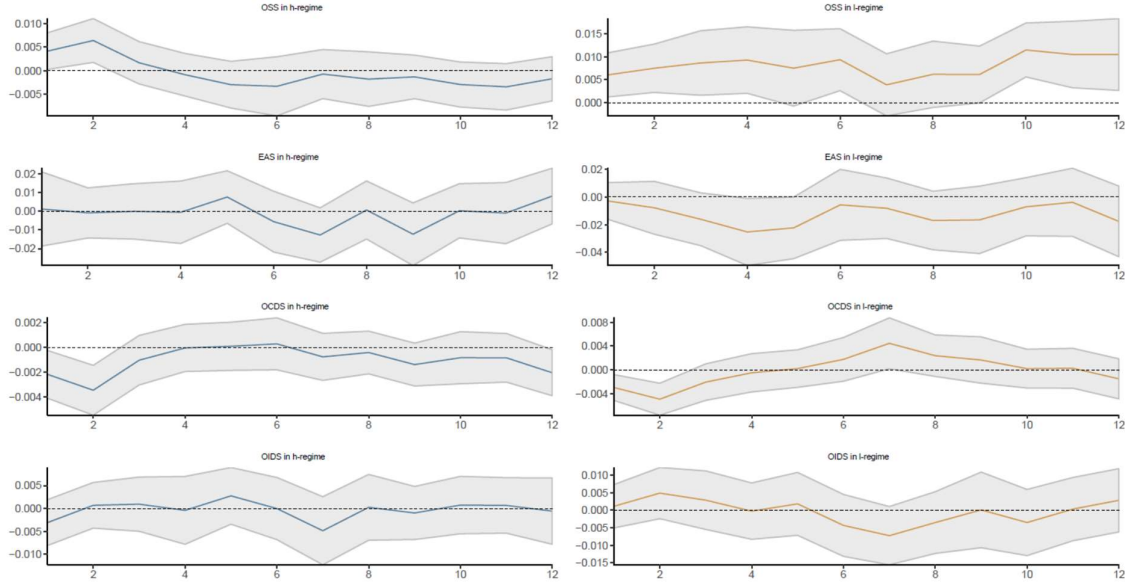 OSS in h-regime
0.010
0.005
0.000
−0.005
2 4 6 8 10 12
OSS in l-regime
0.015
0.010
0.005
0.000
2 4 6 8 10 12
EAS in h-regime
0.02
0.01
0.00
−0.01
−0.02
2 4 6 8 10 12
EAS in l-regime
0.02
0.00
−0.02
−0.04
2 4 6 8 10 12
OCDS in h-regime
0.002
0.000
−0.002
−0.004
2 4 6 8 10 12
OCDS in l-regime
0.008
0.004
0.000
−0.004
2 4 6 8 10 12
OIDS in h-regime
0.005
0.000
−0.005
−0.010
2 4 6 8 10 12
OIDS in l-regime
0.010
0.005
0.000
−0.005
−0.010
−0.015
2 4 6 8 10 12